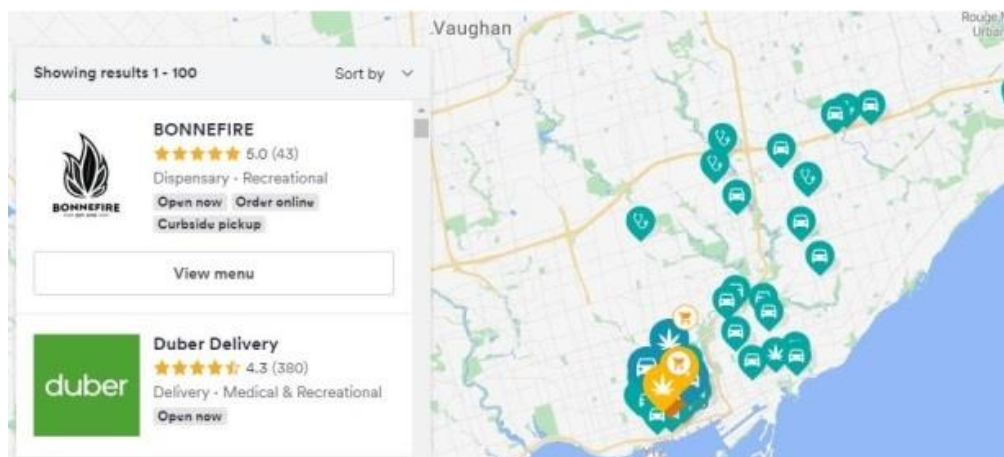 Vaughan
Rouge
Urban
Showing results 1 - 100
Sort by
BONNEFIRE
5.0 (43)
Dispensary · Recreational
Open now Order online
Curbside pickup
BONNEFIRE
View menu
duber
Duber Delivery
4.3 (380)
Delivery · Medical & Recreational
Open now